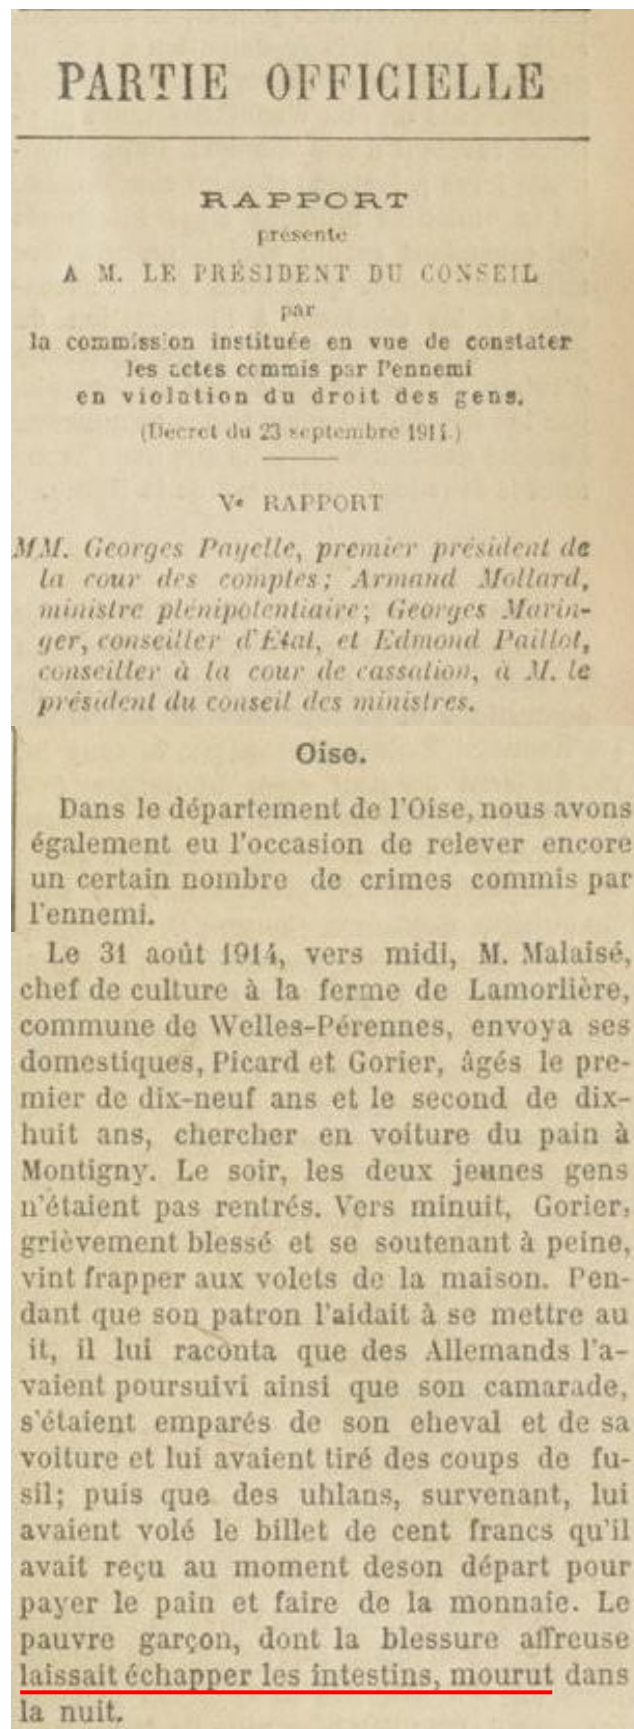 PARTIE OFFICIELLE
RAPPORT
présenté
A M. LE PRÉSIDENT DU CONSEIL
par
la commission instituée en vue de constater
les actes commis par l'ennemi
en violation du droit des gens.
(Décret du 23 septembre 1914.)
Ve RAPPORT
MM. Georges Payelle, premier président de
la cour des comptes; Armand Mollard,
ministre plénipotentiaire; Georges Marin-
ger, conseiller d'Etat, et Edmond Paillot,
conseiller à la cour de cassation, à M. le
président du conseil des ministres.
Oise.
Dans le département de l'Oise, nous avons
également eu l'occasion de relever encore
un certain nombre de crimes commis par
l'ennemi.
Le 31 août 1914, vers midi, M. Malaisé,
chef de culture à la ferme de Lamorlière,
commune de Welles-Pérennes, envoya ses
domestiques, Picard et Gorier, âgés le pre-
mier de dix-neuf ans et le second de dix-
huit ans, chercher en voiture du pain à
Montigny. Le soir, les deux jeunes gens
n'étaient pas rentrés. Vers minuit, Gorier,
grièvement blessé et se soutenant à peine,
vint frapper aux volets de la maison. Pen-
dant que son patron l'aidait à se mettre au
it, il lui raconta que des Allemands l'a-
vaient poursuivi ainsi que son camarade,
s'étaient emparés de son eheval et de sa
voiture et lui avaient tiré des coups de fu-
sil; puis que des uhlans, survenant, lui
avaient volé le billet de cent francs qu'il
avait reçu au moment deson départ pour
payer le pain et faire de la monnaie. Le
pauvre garçon, dont la blessure affreuse
laissait échapper les intestins, mourut dans
la nuit.